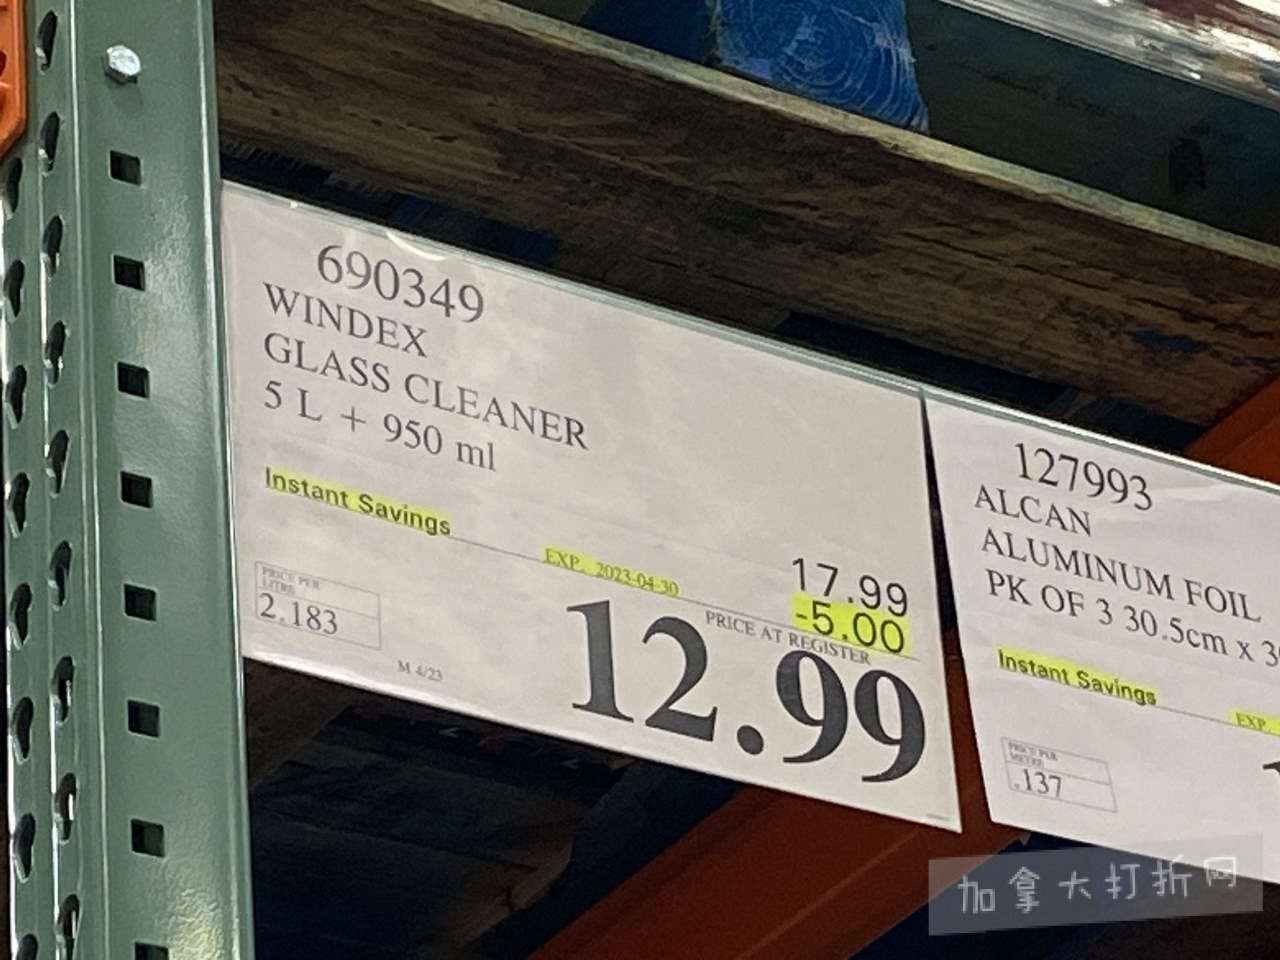 690349
WINDEX
GLASS CLEANER
5 L + 950 ml
Instant Savings
EXP. 2023-04-30
17.99
-5.00
PRICE AT REGISTER
12.99
PRICE PER
LITRE
2.183
M 4/23
127993
ALCAN
ALUMINUM FOIL
PK OF 3 30.5cm x
Instant Savings
EXP.
PRICE PER
METRE
.137
加拿大打折网